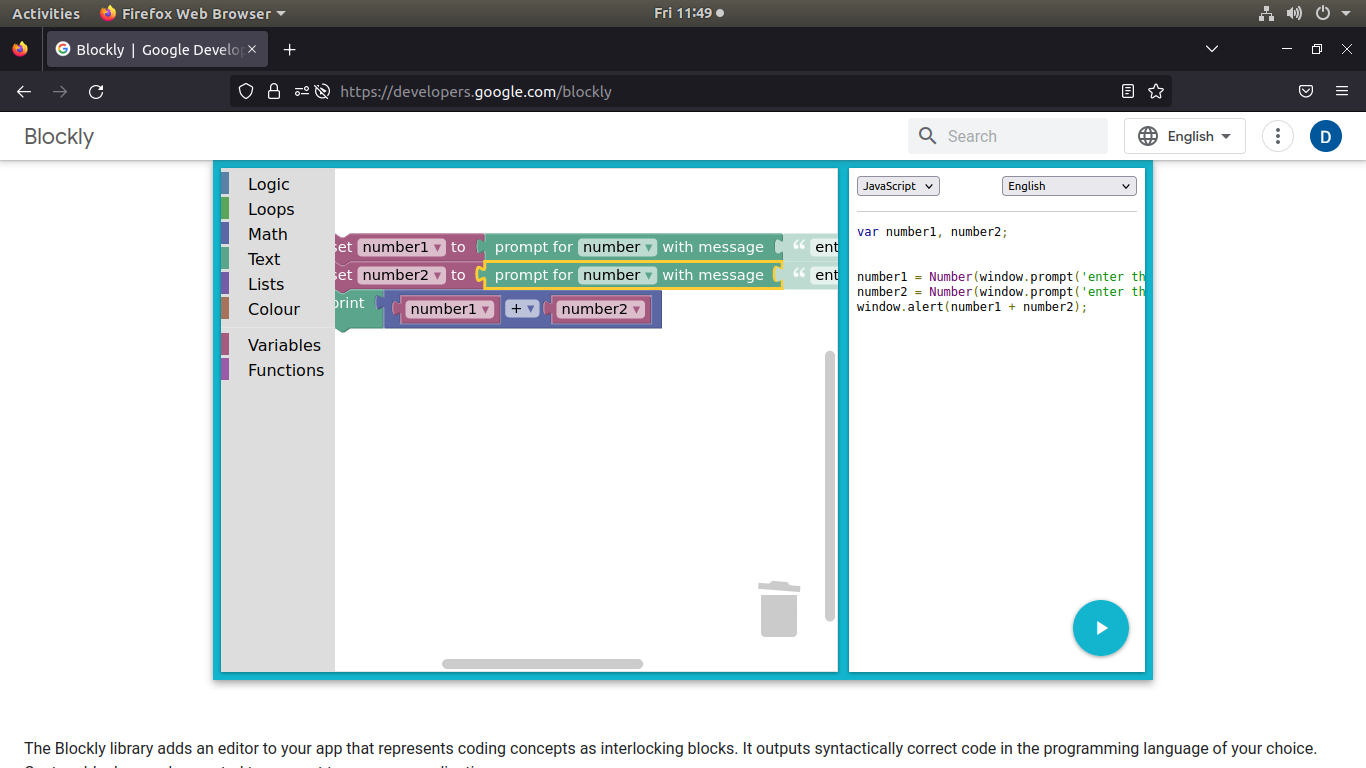 Activities Firefox Web Browser Fri 11:49
Blockly | Google Develo
https://developers.google.com/blockly
Blockly Search English D
Logic
Loops
Math
Text
Lists
Colour
Variables
Functions
set number1 to prompt for number with message “ ent
set number2 to prompt for number with message “ ent
print number1 + number2
JavaScript English
var number1, number2;
number1 = Number(window.prompt('enter th
number2 = Number(window.prompt('enter th
window.alert(number1 + number2);
The Blockly library adds an editor to your app that represents coding concepts as interlocking blocks. It outputs syntactically correct code in the programming language of your choice.